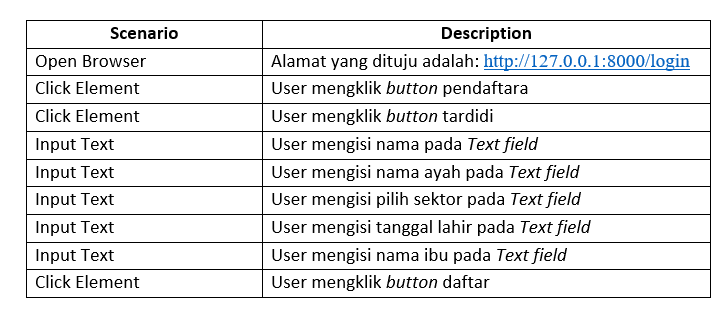 Scenario Description
Open Browser Alamat yang dituju adalah: http://127.0.0.1:8000/login
Click Element User mengklik button pendaftara
Click Element User mengklik button tardidi
Input Text User mengisi nama pada Text field
Input Text User mengisi nama ayah pada Text field
Input Text User mengisi pilih sektor pada Text field
Input Text User mengisi tanggal lahir pada Text field
Input Text User mengisi nama ibu pada Text field
Click Element User mengklik button daftar